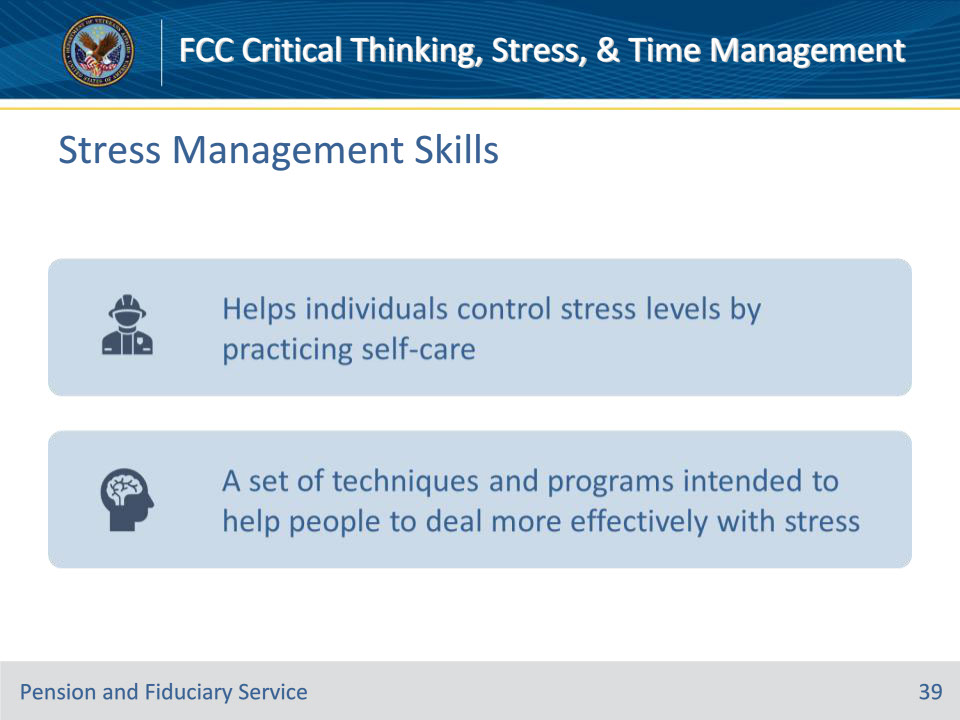 FCC Critical Thinking, Stress, & Time Management
Stress Management Skills
Helps individuals control stress levels by
practicing self-care
A set of techniques and programs intended to
help people to deal more effectively with stress
Pension and Fiduciary Service
39